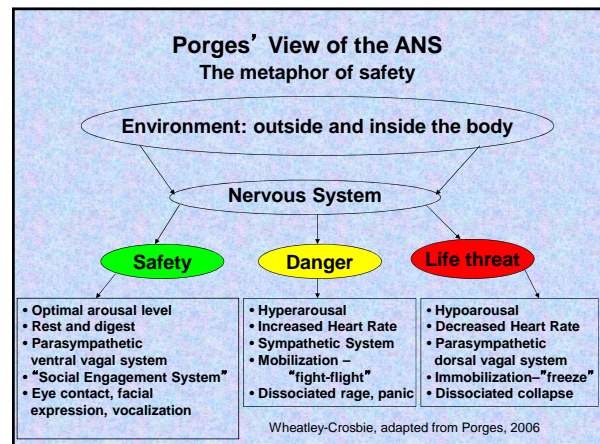 Porges' View of the ANS
The metaphor of safety
Environment: outside and inside the body
Nervous System
Safety
Danger
Life threat
• Optimal arousal level
• Rest and digest
• Parasympathetic
ventral vagal system
• "Social Engagement System"
• Eye contact, facial
expression, vocalization
• Hyperarousal
• Increased Heart Rate
• Sympathetic System
• Mobilization –
"fight-flight"
• Dissociated rage, panic
• Hypoarousal
• Decreased Heart Rate
• Parasympathetic
dorsal vagal system
• Immobilization–"freeze"
• Dissociated collapse
Wheatley-Crosbie, adapted from Porges, 2006